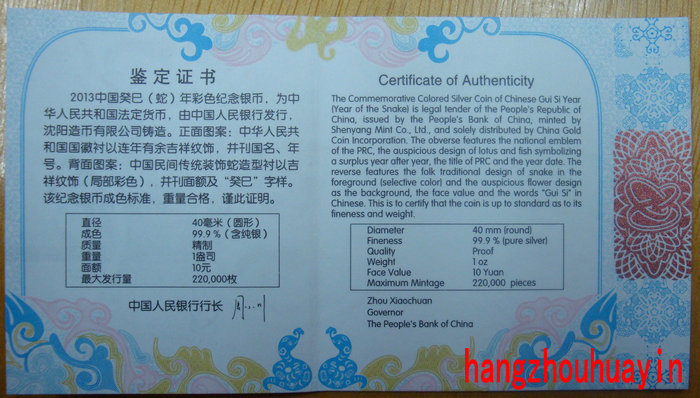 鉴定证书
2013中国癸巳（蛇）年彩色纪念银币，为中
华人民共和国法定货币，由中国人民银行发行，
沈阳造币有限公司铸造。正面图案：中华人民共
和国国徽衬以连年有余吉祥纹饰，并刊国名、年
号。背面图案：中国民间传统装饰蛇造型衬以吉
祥纹饰（局部彩色），并刊面额及“癸巳”字样。
该纪念银币成色标准，重量合格，谨此证明。
直径 40毫米（圆形）
成色 99.9％（含纯银）
质量 精制
重量 1盎司
面额 10元
最大发行量 220,000枚
中国人民银行行长
Certificate of Authenticity
The Commemorative Colored Silver Coin of Chinese Gui Si Year
(Year of the Snake) is legal tender of the People's Republic of
China, issued by the People's Bank of China, minted by
Shenyang Mint Co., Ltd., and solely distributed by China Gold
Coin Incorporation. The obverse features the national emblem
of the PRC, the auspicious design of lotus and fish symbolizing
a surplus year after year, the title of PRC and the year date. The
reverse features the folk traditional design of snake in the
foreground (selective color) and the auspicious flower design
as the background, the face value and the words "Gui Si" in
Chinese. This is to certify that the coin is up to standard as to its
fineness and weight.
Diameter 40 mm (round)
Fineness 99.9 % (pure silver)
Quality Proof
Weight 1 oz
Face Value 10 Yuan
Maximum Mintage 220,000 pieces
Zhou Xiaochuan
Governor
The People's Bank of China
hangzhouhuayin